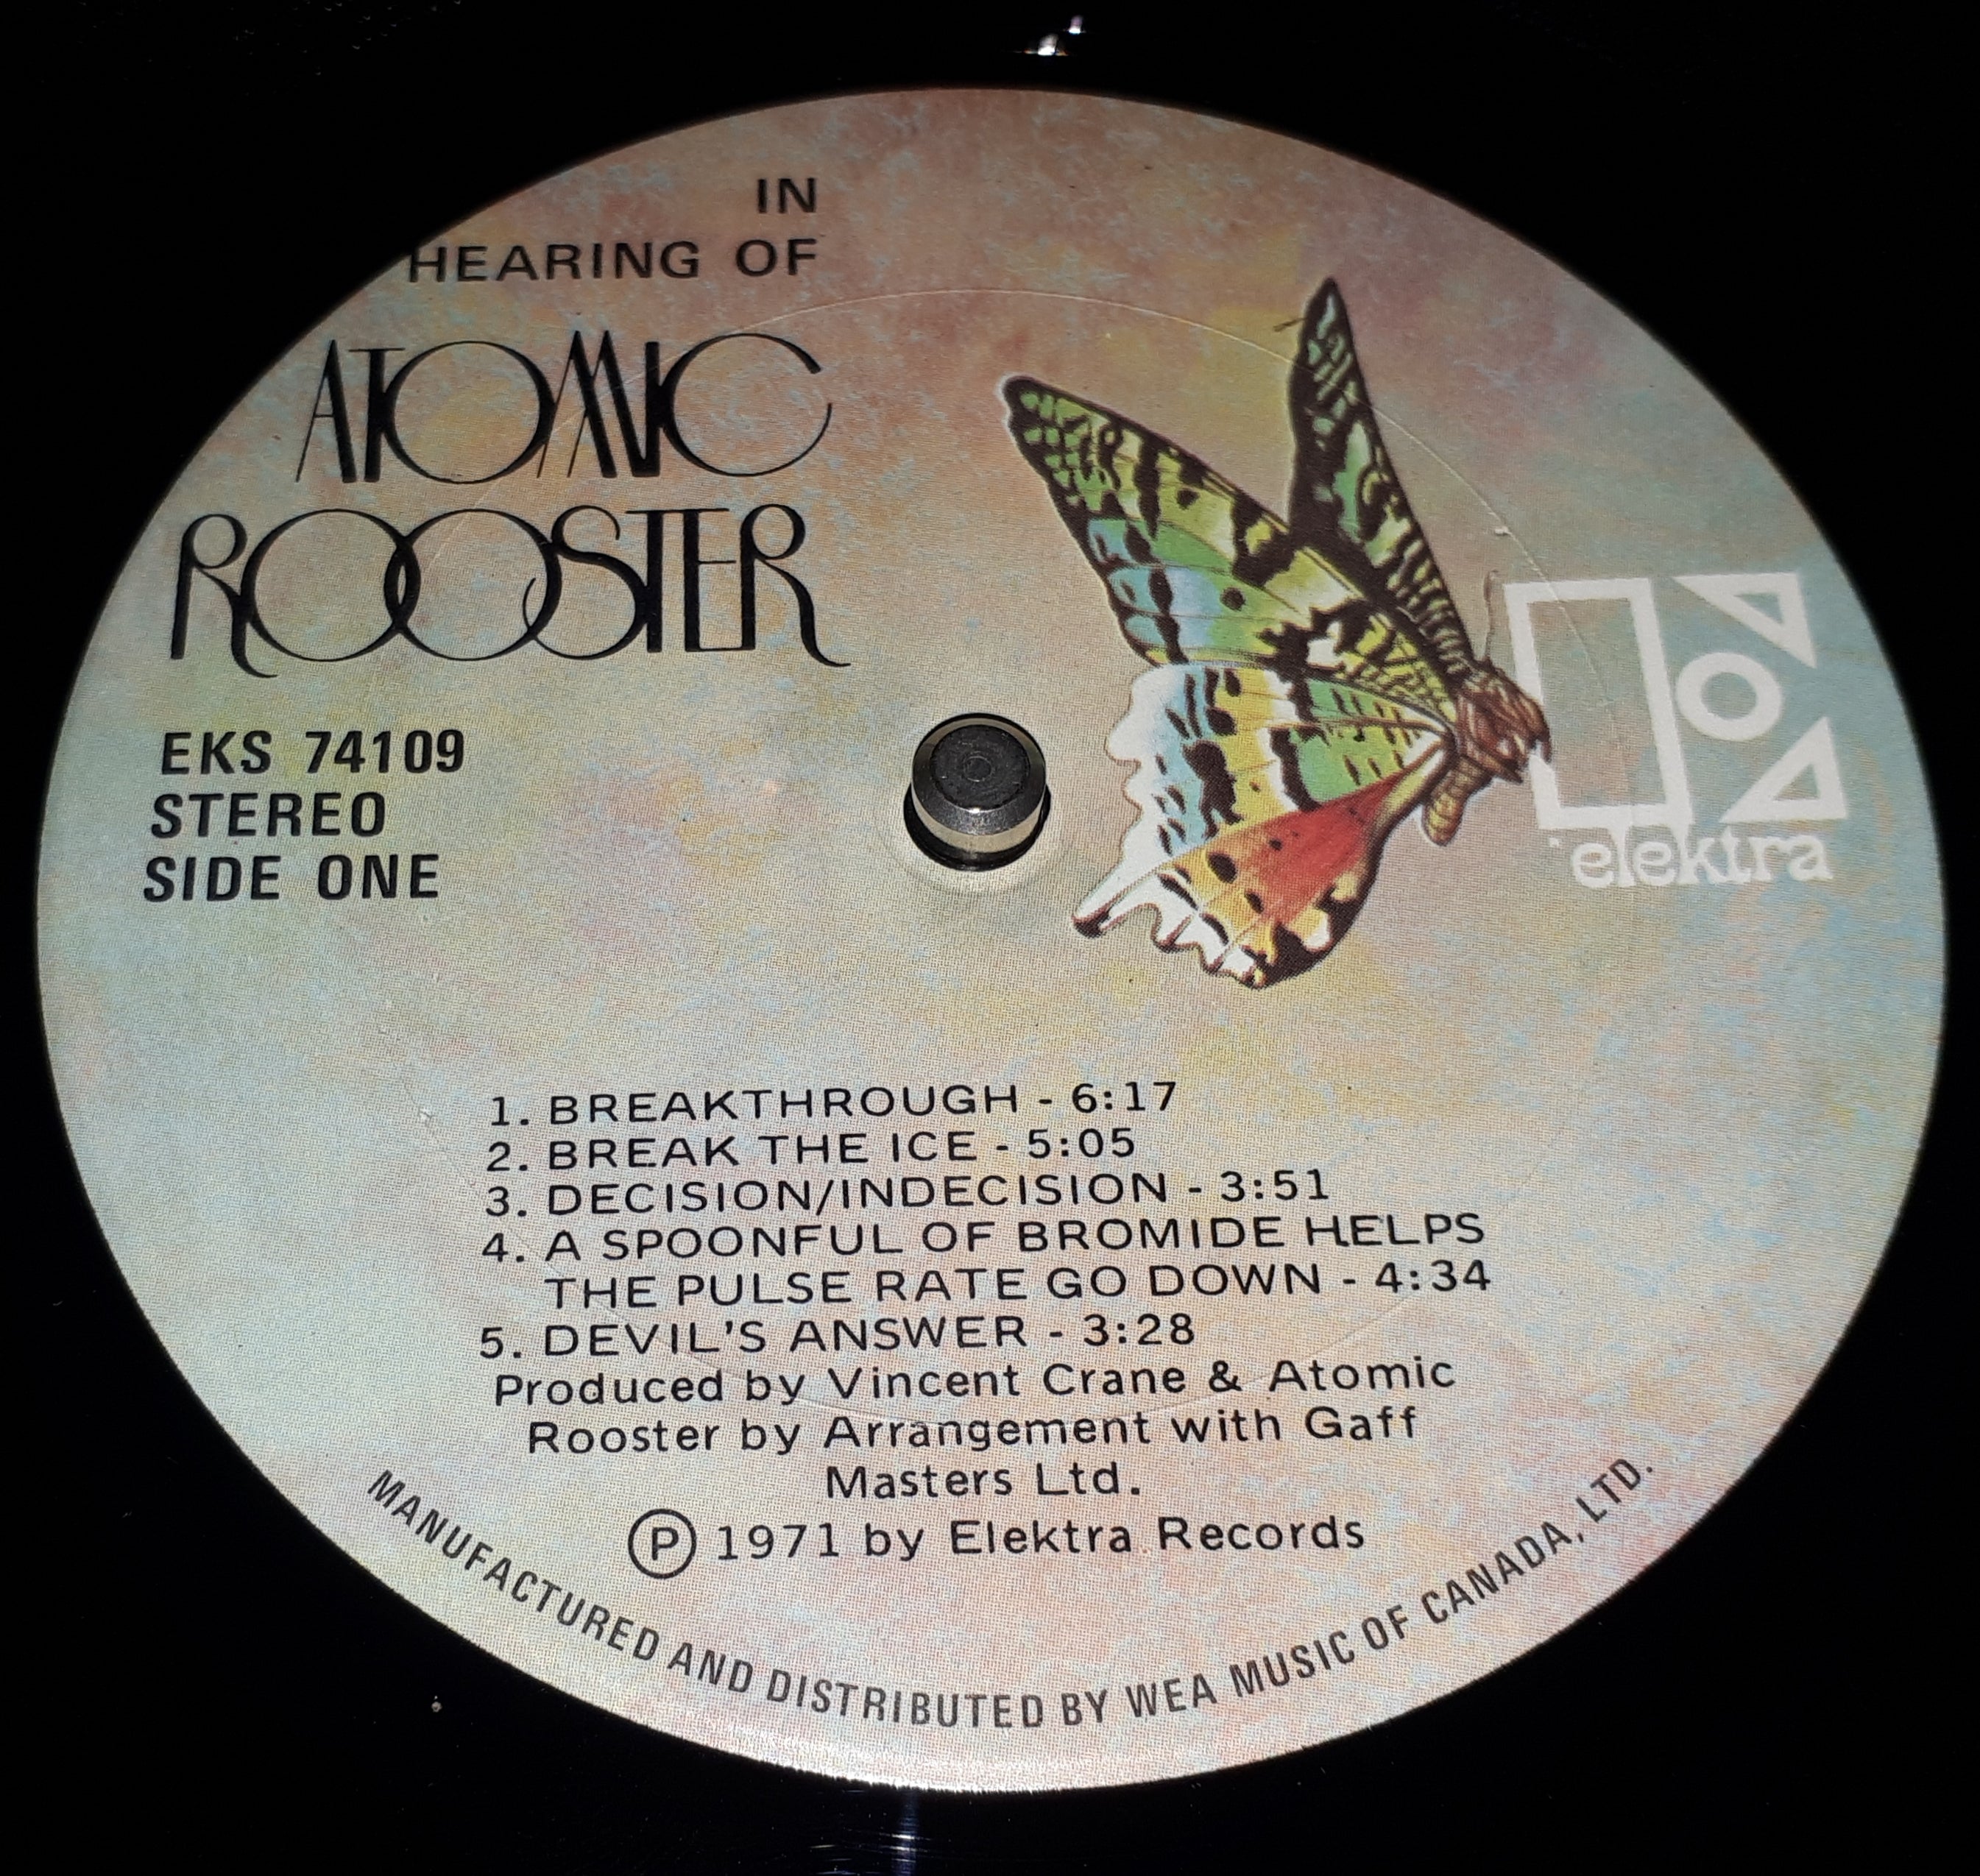 IN
HEARING OF
ATOMIC
ROOSTER
EKS 74109
STEREO
SIDE ONE
elektra
1. BREAKTHROUGH - 6:17
2. BREAK THE ICE - 5:05
3. DECISION/INDECISION - 3:51
4. A SPOONFUL OF BROMIDE HELPS
THE PULSE RATE GO DOWN - 4:34
5. DEVIL'S ANSWER - 3:28
Produced by Vincent Crane & Atomic
Rooster by Arrangement with Gaff
Masters Ltd.
Ⓟ 1971 by Elektra Records
MANUFACTURED AND DISTRIBUTED BY WEA MUSIC OF CANADA, LTD.